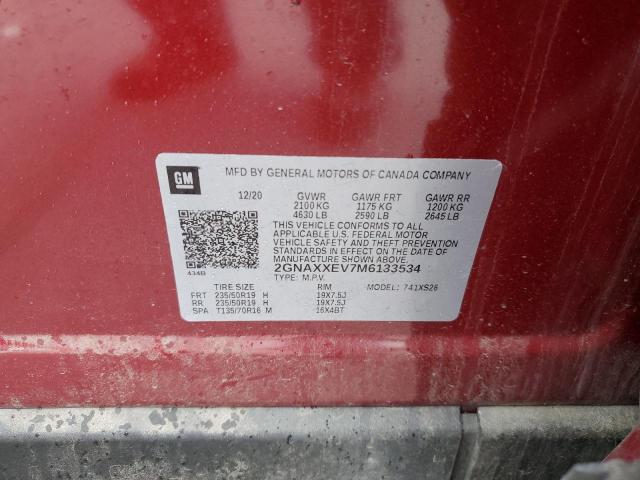 GM
MFD BY GENERAL MOTORS OF CANADA COMPANY
12/20 GVWR GAWR FRT GAWR RR
2100 KG 1175 KG 1200 KG
4630 LB 2590 LB 2645 LB
THIS VEHICLE CONFORMS TO ALL
APPLICABLE U.S. FEDERAL MOTOR
VEHICLE SAFETY AND THEFT PREVENTION
STANDARDS IN EFFECT ON THE DATE OF
MANUFACTURE SHOWN ABOVE.
434B 2GNAXXEV7M6133534
TYPE: M.P.V.
TIRE SIZE RIM MODEL: 741XS26
FRT 235/50R19 H 19X7.5J
RR 235/50R19 H 19X7.5J
SPA T135/70R16 M 16X4BT